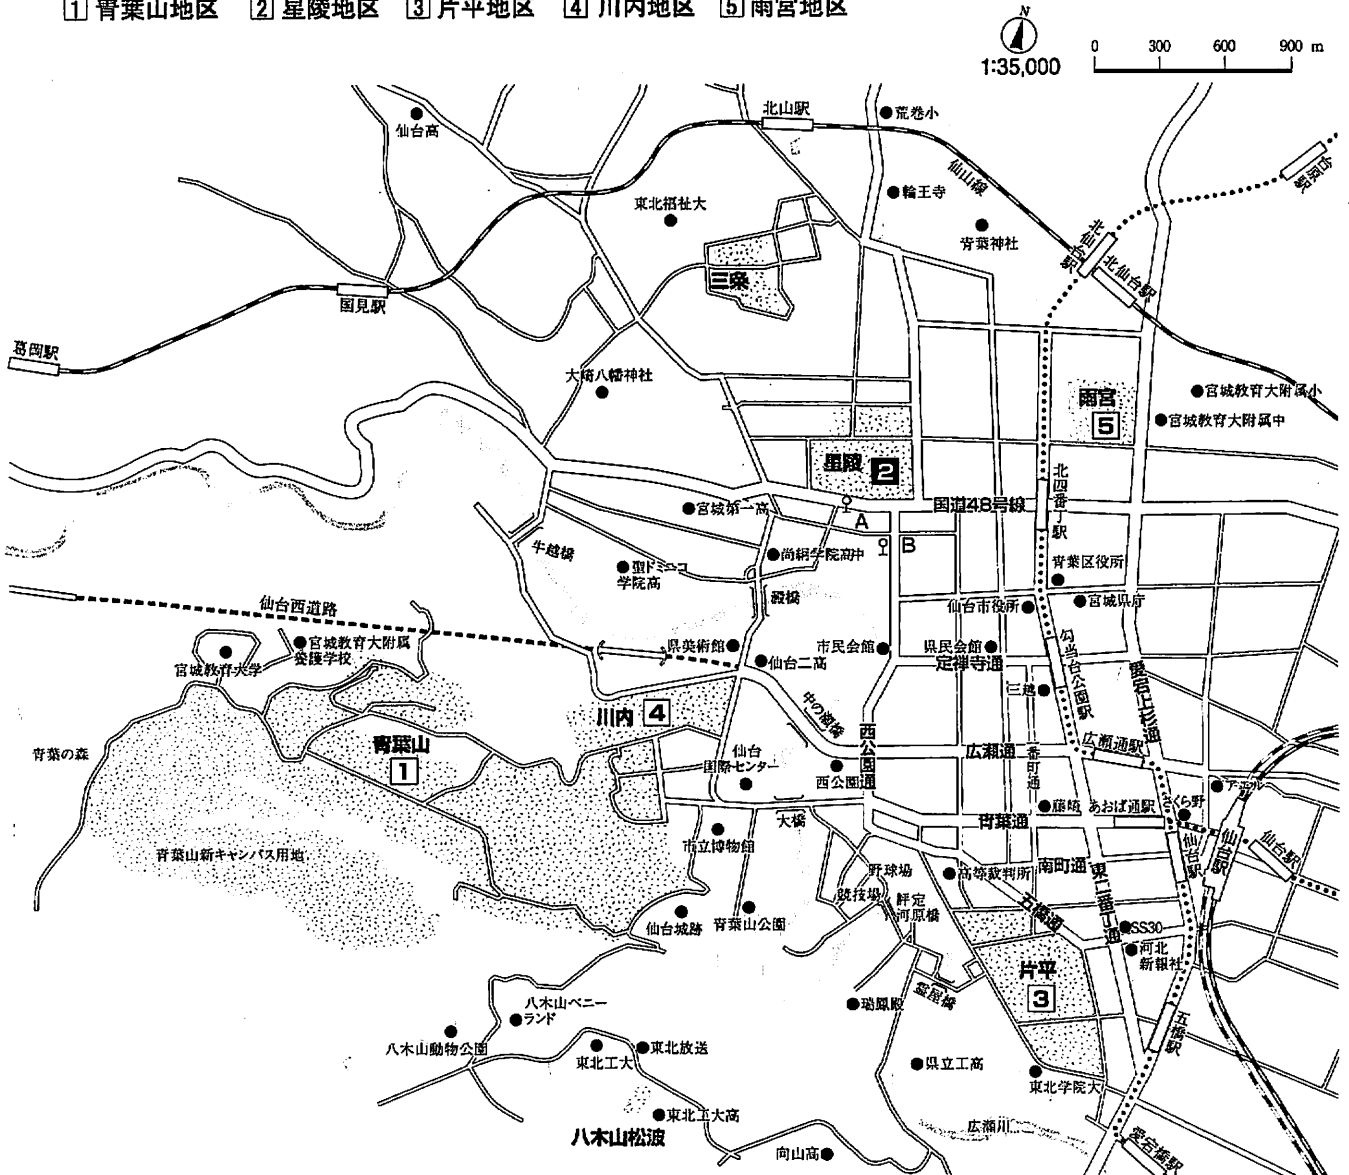 1 青葉山地区 2 星陵地区 3 片平地区 4 川内地区 5 雨宮地区
N
1:35,000
0 300 600 900 m
北山駅
荒巻小
仙台高
仙山線
台原駅
輪王寺
東北福祉大
青葉神社
北仙台駅
北仙台駅
三条
国見駅
葛岡駅
大崎八幡神社
雨宮
5
宮城教育大附属小
宮城教育大附属中
星陵 2
北四番丁駅
国道48号線
宮城第一高
A
B
牛越橋
尚絅学院高中
聖ドミニコ
学院高
青葉区役所
澱橋
仙台西道路
仙台市役所
宮城県庁
宮城教育大附属
養護学校
宮城教育大学
県美術館
仙台二高
市民会館
県民会館
定禅寺通
勾当台公園駅
三越
愛宕上杉通
川内 4
中の瀬橋
西公園通
広瀬通
広瀬通駅
一番町通
青葉の森
青葉山
1
仙台
国際センター
西公園
アエル
藤崎
あおば通駅
さくら野
大橋
青葉通
仙台駅
仙台駅
仙台駅
市立博物館
青葉山新キャンパス用地
野球場
高等裁判所
南町通
東二番丁通
競技場
評定
河原橋
五橋通
仙台城跡
青葉山公園
SS30
河北
新報社
片平
3
霊屋橋
瑞鳳殿
八木山ベニー
ランド
八木山動物公園
五橋駅
東北工大
東北放送
県立工高
東北学院大
東北工大高
八木山松波
広瀬川
向山高
愛宕橋駅